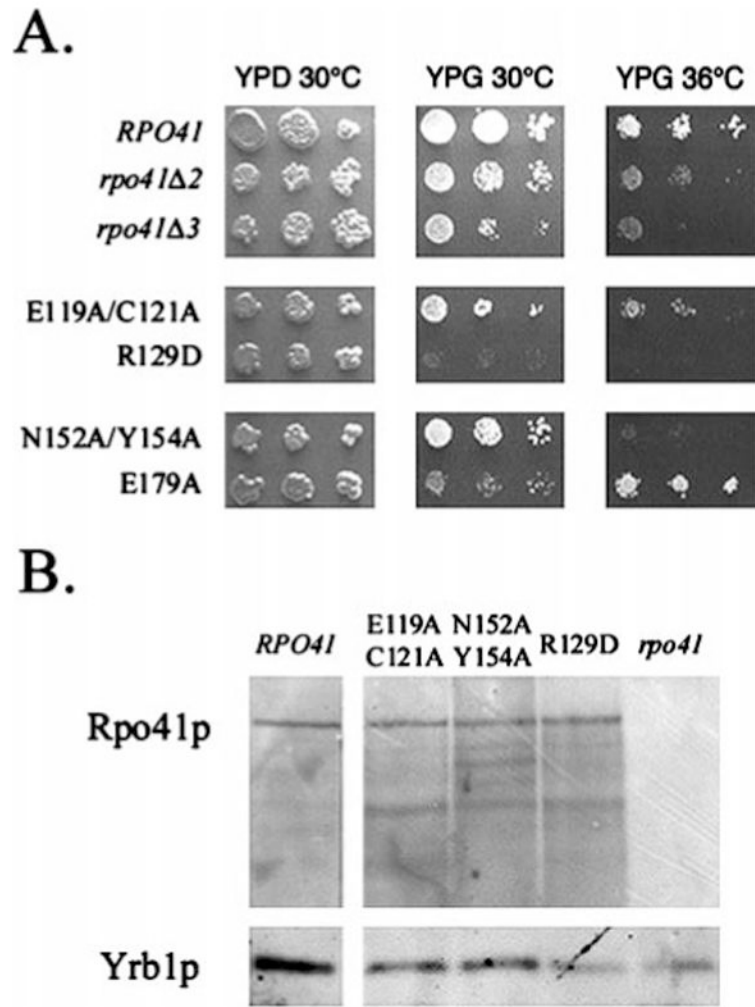 A.
YPD 30°C YPG 30°C YPG 36°C
RPO41
rpo41Δ2
rpo41Δ3
E119A/C121A
R129D
N152A/Y154A
E179A
B.
RPO41 E119A C121A N152A Y154A R129D rpo41
Rpo41p
Yrb1p